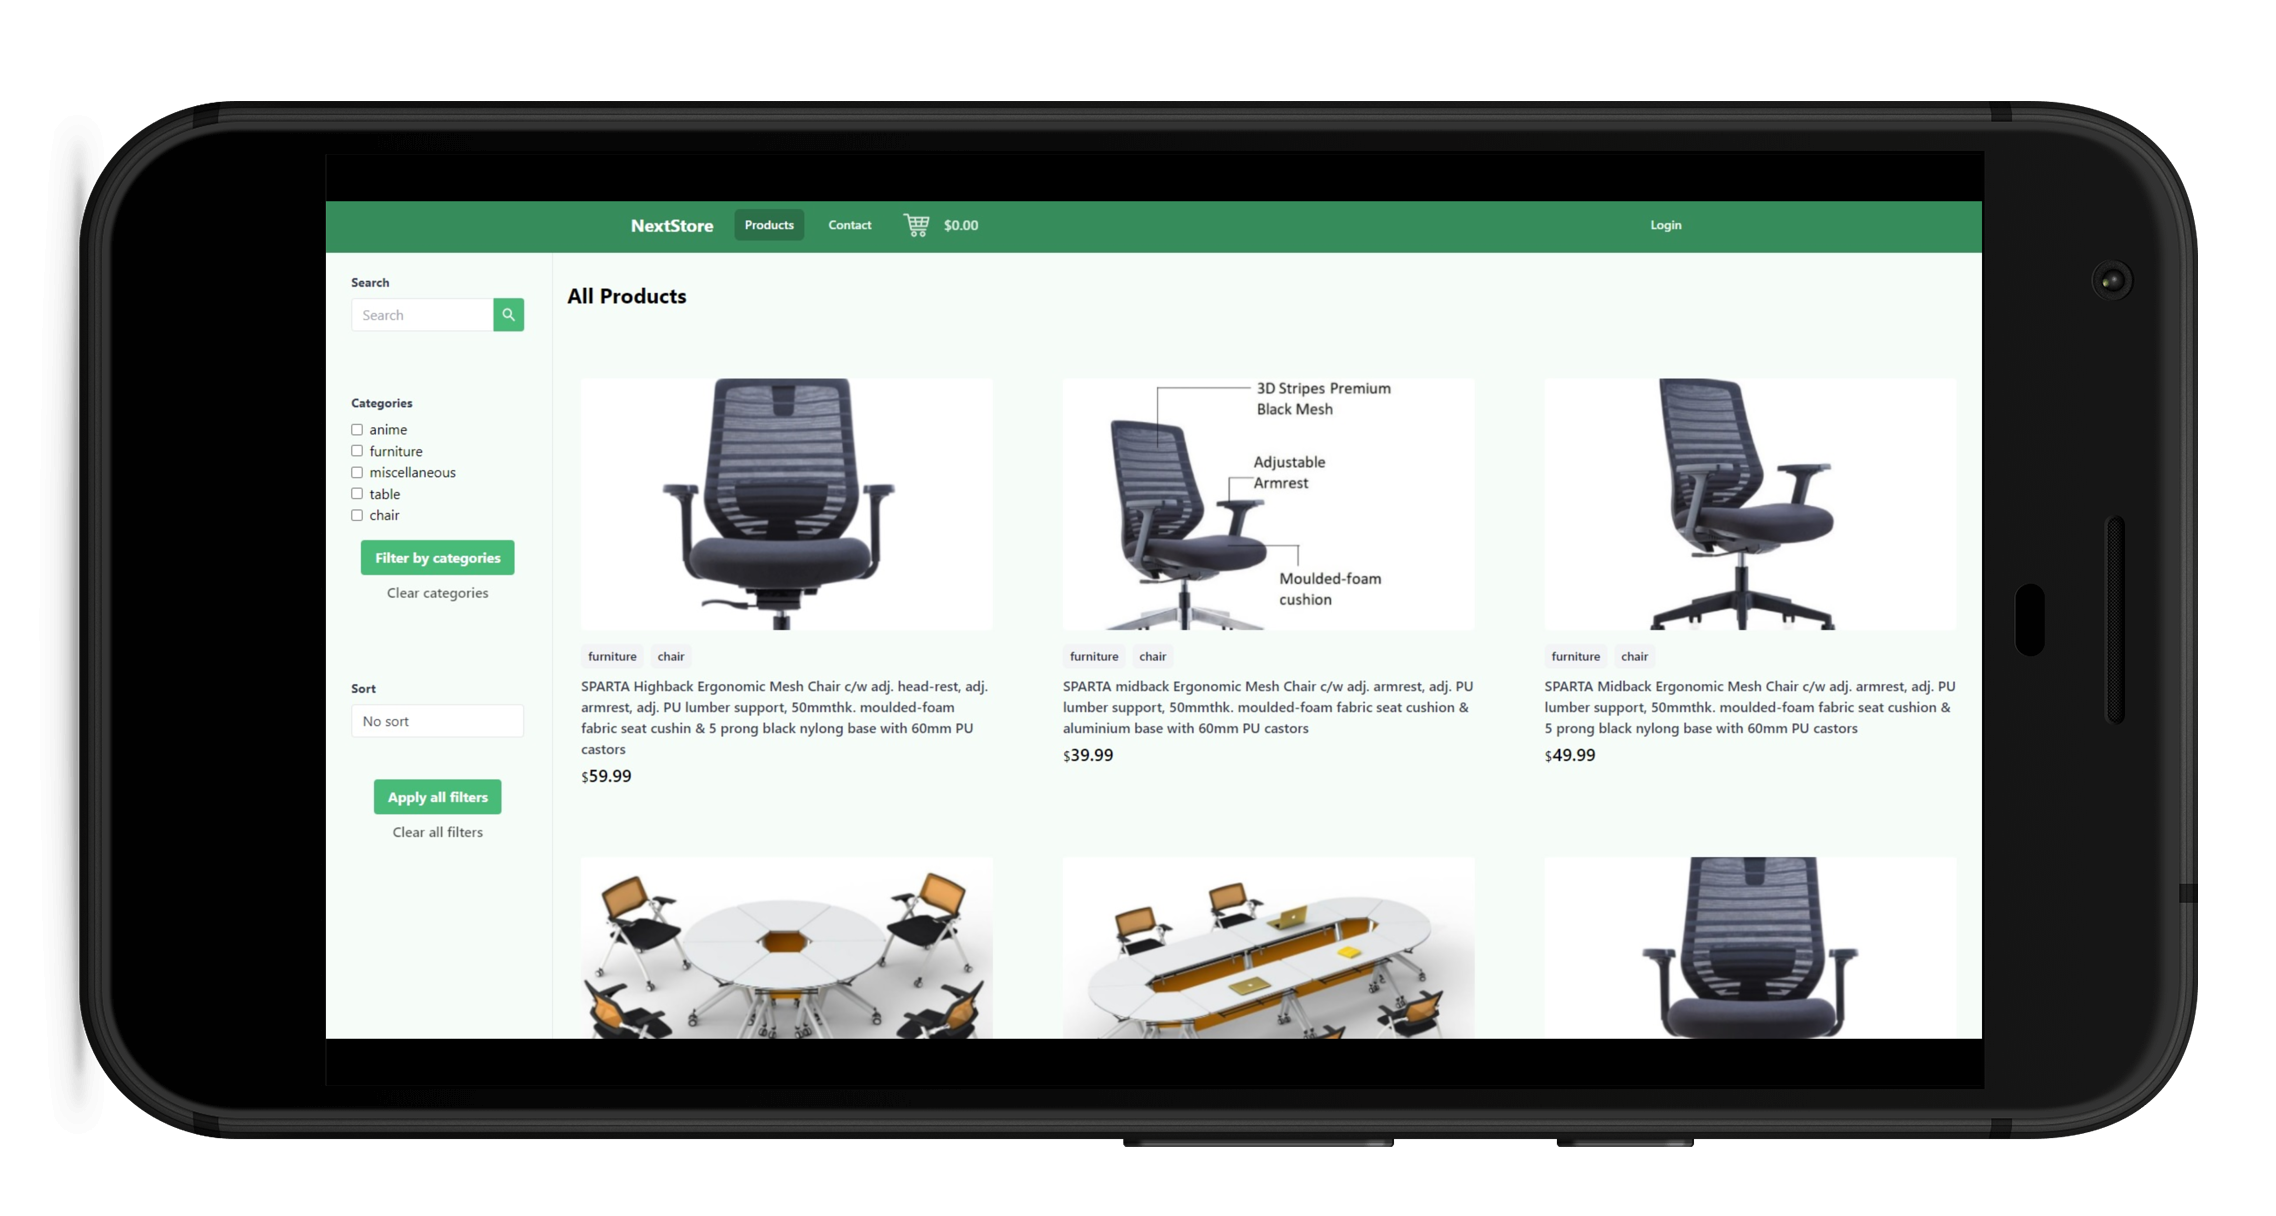 NextStore
Products
Contact
$0.00
Login
Search
Search
Categories
anime
furniture
miscellaneous
table
chair
Filter by categories
Clear categories
Sort
No sort
Apply all filters
Clear all filters
All Products
furniture chair
SPARTA Highback Ergonomic Mesh Chair c/w adj. head-rest, adj.
armrest, adj. PU lumber support, 50mmthk. moulded-foam
fabric seat cushin & 5 prong black nylong base with 60mm PU
castors
$59.99
3D Stripes Premium
Black Mesh
Adjustable
Armrest
Moulded-foam
cushion
furniture chair
SPARTA midback Ergonomic Mesh Chair c/w adj. armrest, adj. PU
lumber support, 50mmthk. moulded-foam fabric seat cushion &
aluminium base with 60mm PU castors
$39.99
furniture chair
SPARTA Midback Ergonomic Mesh Chair c/w adj. armrest, adj. PU
lumber support, 50mmthk. moulded-foam fabric seat cushion &
5 prong black nylong base with 60mm PU castors
$49.99